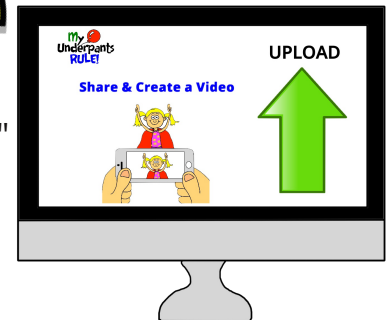 My
Underpants
RULE!
UPLOAD
Share & Create a Video
"